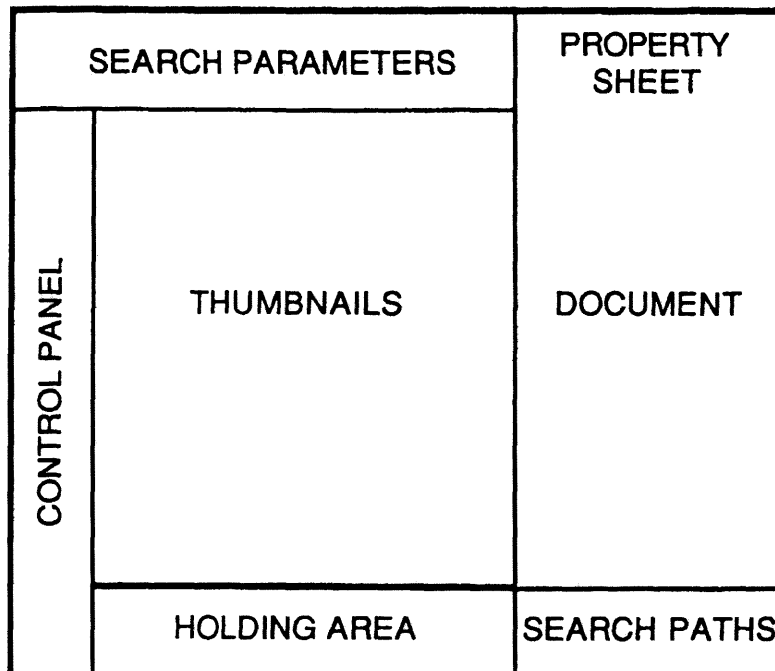 SEARCH PARAMETERS
PROPERTY
SHEET
CONTROL PANEL
THUMBNAILS
DOCUMENT
HOLDING AREA
SEARCH PATHS